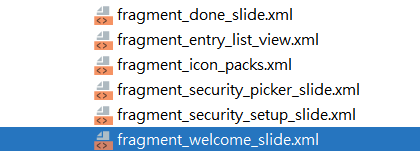 fragment_done_slide.xml
fragment_entry_list_view.xml
fragment_icon_packs.xml
fragment_security_picker_slide.xml
fragment_security_setup_slide.xml
fragment_welcome_slide.xml